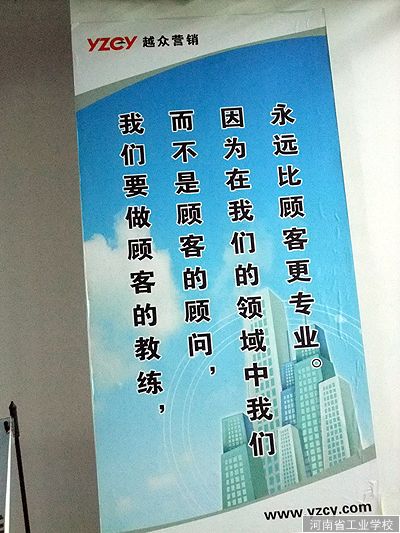 YZCY 越众营销
我们要做顾客的教练，
而不是顾客的顾问，
因为在我们的领域中我们
永远比顾客更专业。
www.yzcy.com
河南省工业学校